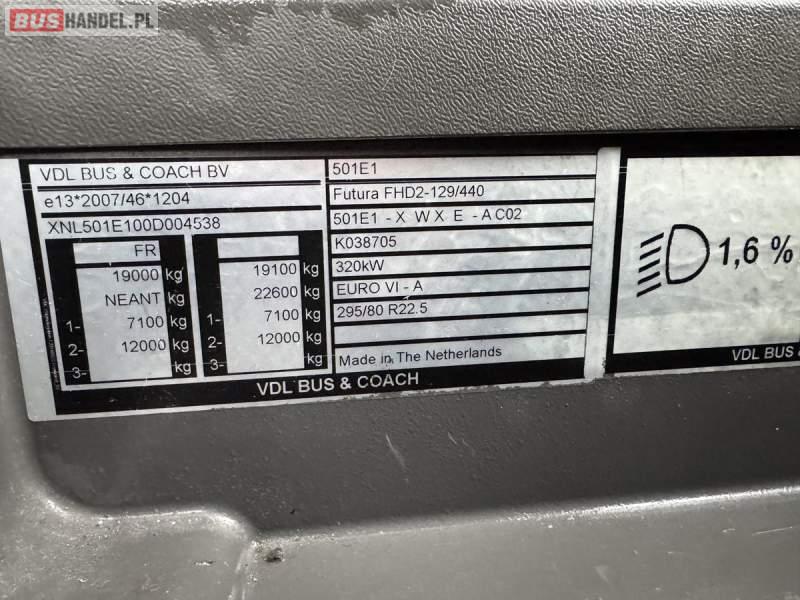 BUSHANDEL.PL
VDL BUS & COACH BV
e13*2007/46*1204
XNL501E100D004538
FR
19000 kg
NEANT kg
1- 7100 kg
2- 12000 kg
3- kg
19100 kg
22600 kg
1- 7100 kg
2- 12000 kg
3- kg
501E1
Futura FHD2-129/440
501E1 - X W X E - A C02
K038705
320kW
EURO VI - A
295/80 R22.5
Made in The Netherlands
VDL BUS & COACH
1,6 %
VDL BUS &